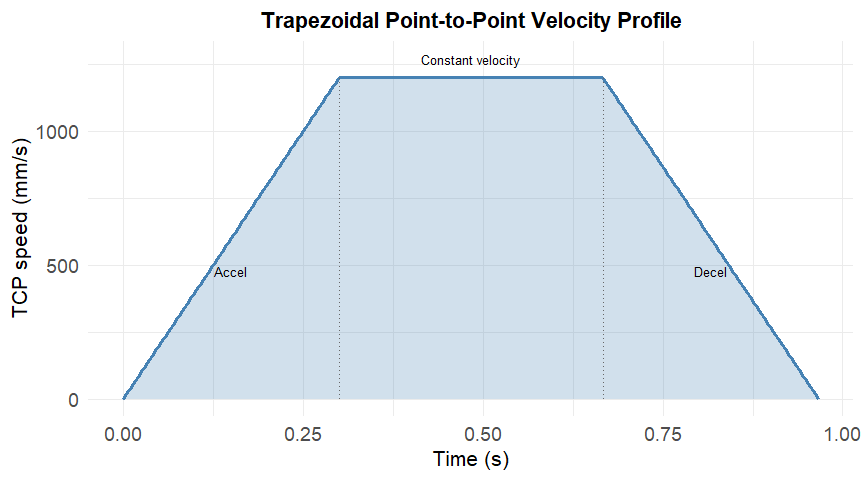 Trapezoidal Point-to-Point Velocity Profile
Constant velocity
1000
500
0
TCP speed (mm/s)
Accel
Decel
0.00 0.25 0.50 0.75 1.00
Time (s)